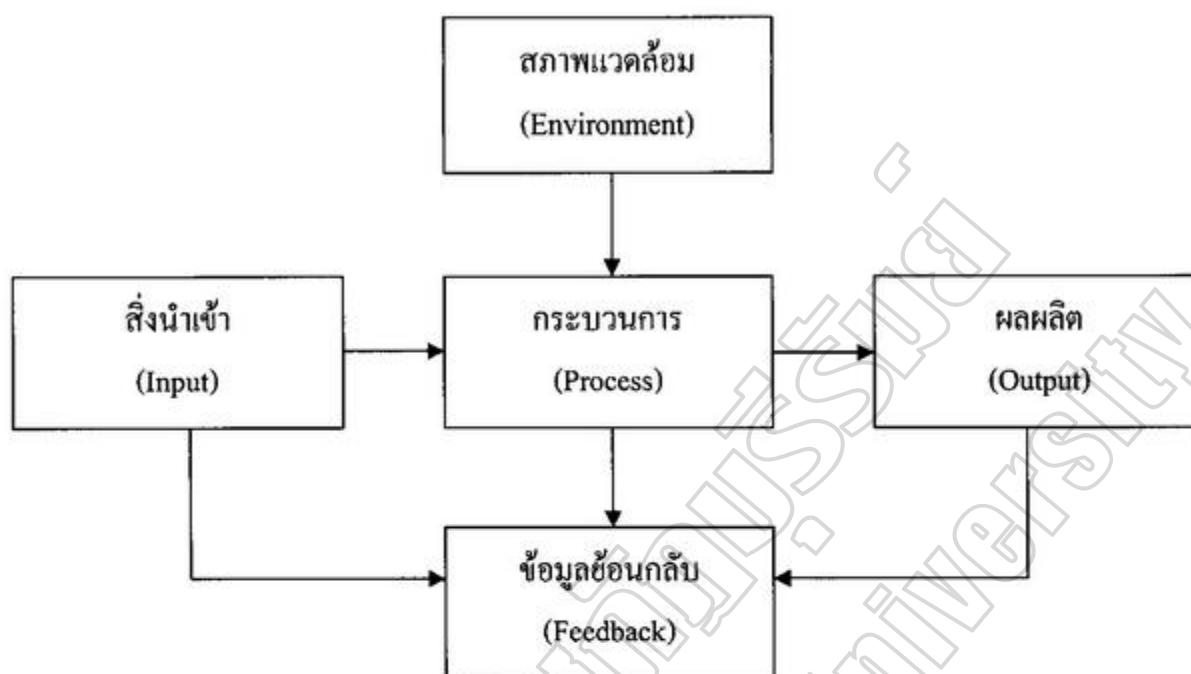 สภาพแวดล้อม
(Environment)
สิ่งนำเข้า
(Input)
กระบวนการ
(Process)
ผลผลิต
(Output)
ข้อมูลย้อนกลับ
(Feedback)